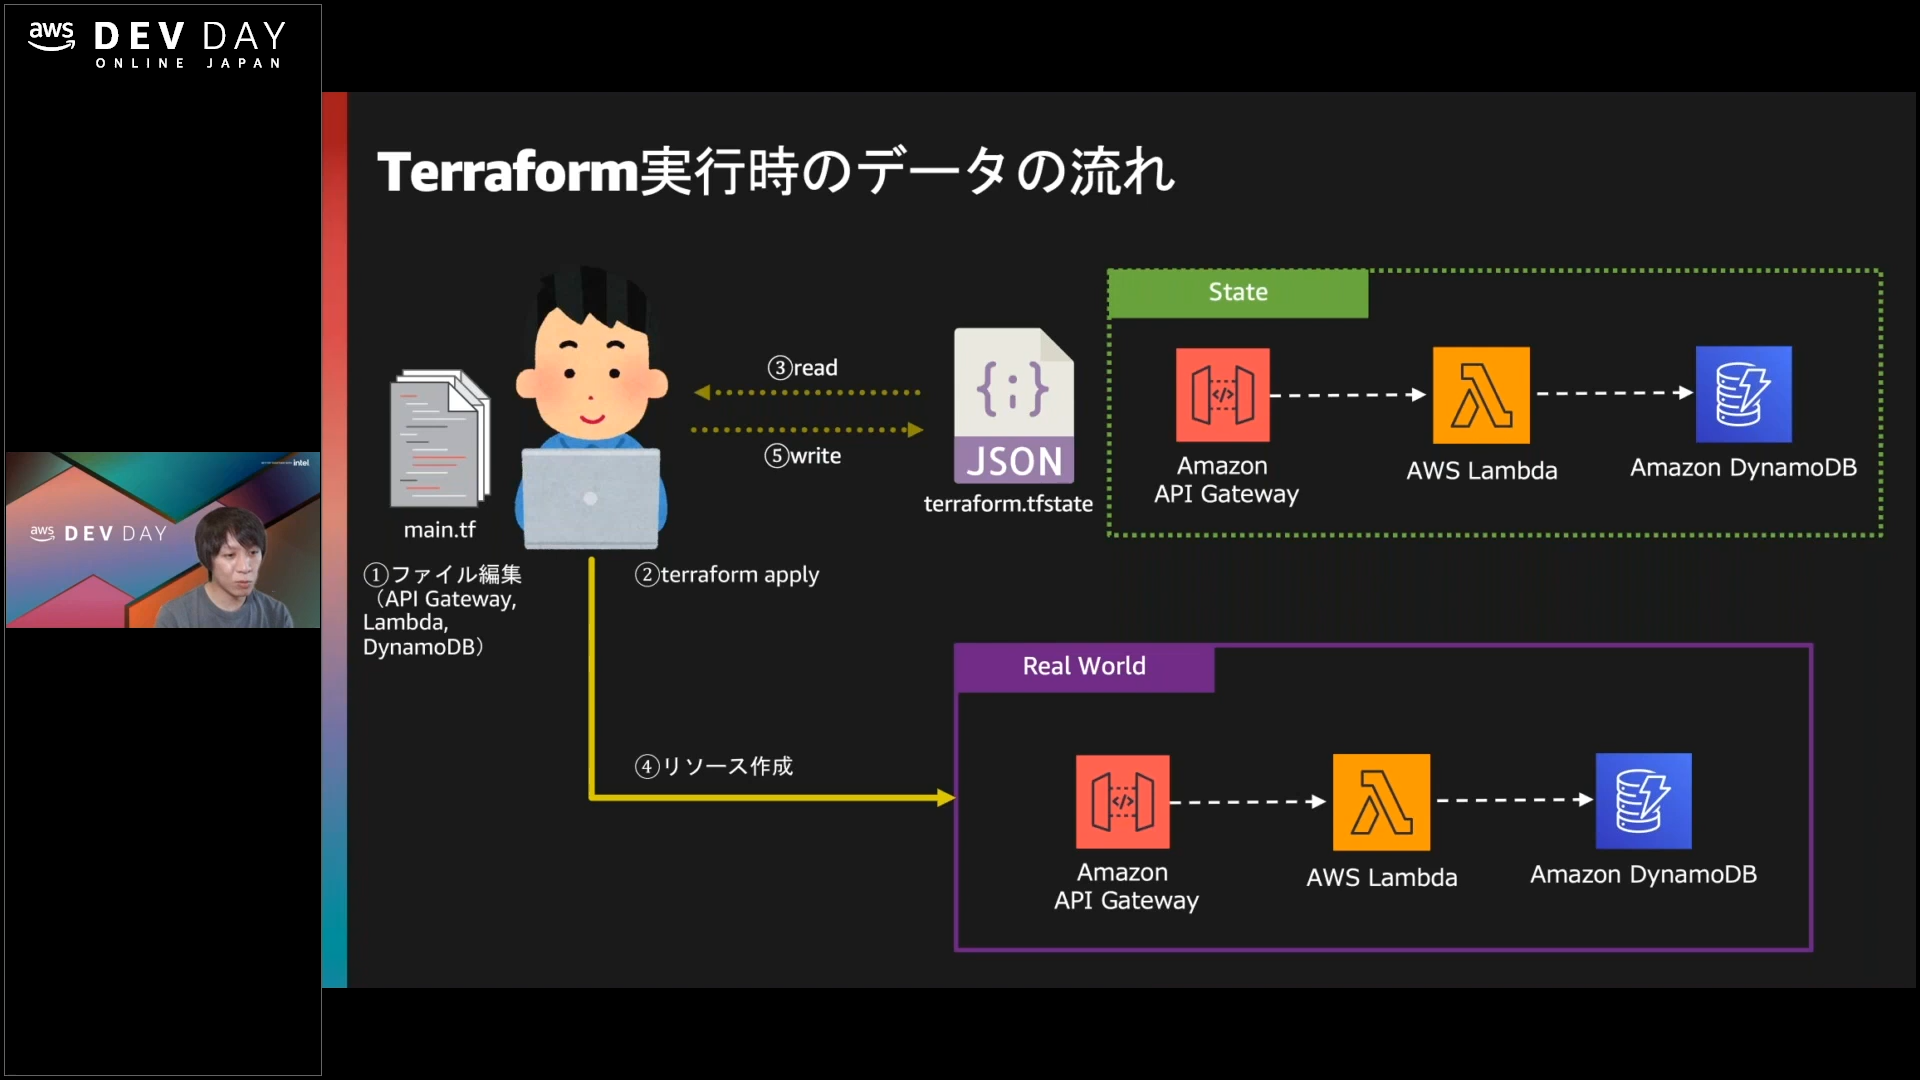 aws DEV DAY
ONLINE JAPAN
Terraform実行時のデータの流れ
State
③read
⑤write
JSON
terraform.tfstate
Amazon
API Gateway
AWS Lambda
Amazon DynamoDB
main.tf
①ファイル編集
（API Gateway,
Lambda,
DynamoDB）
②terraform apply
④リソース作成
Real World
Amazon
API Gateway
AWS Lambda
Amazon DynamoDB
aws DEV DAY
intel